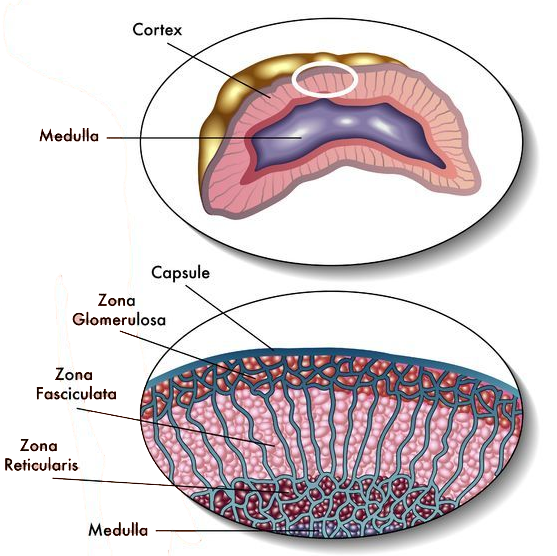 Cortex
Medulla
Capsule
Zona
Glomerulosa
Zona
Fasciculata
Zona
Reticularis
Medulla